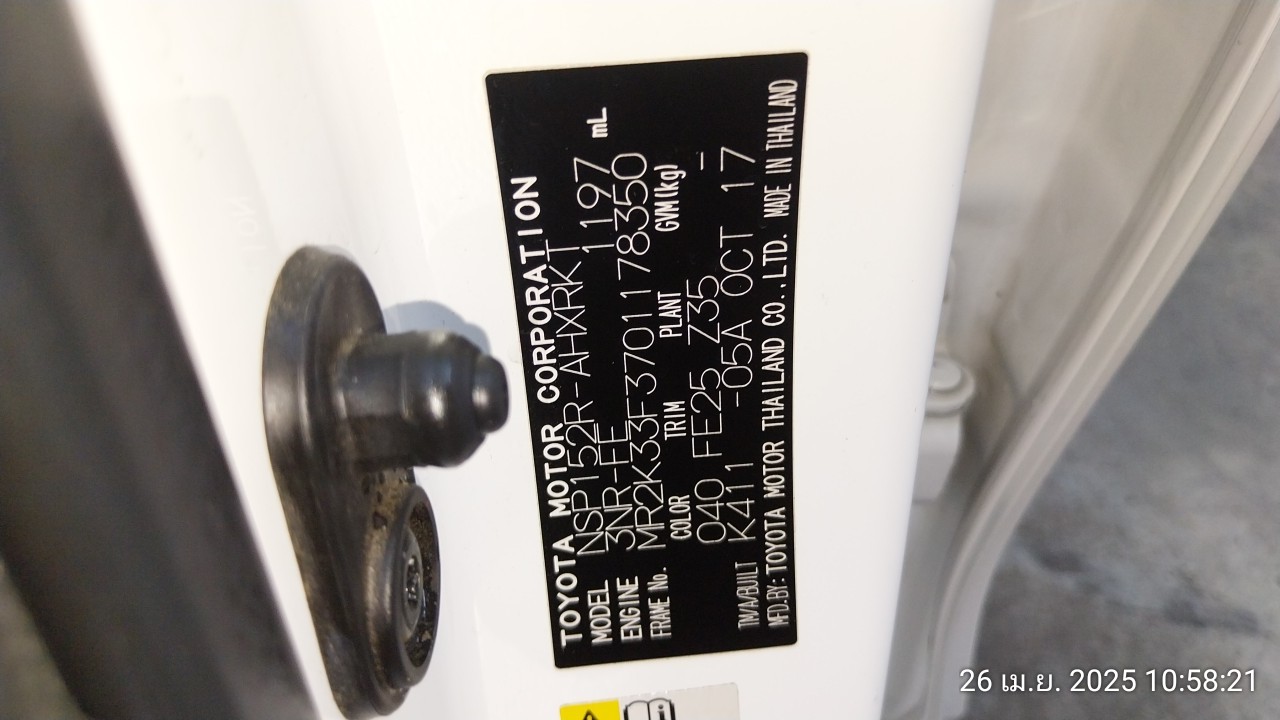 TOYOTA MOTOR CORPORATION
MODEL NSP152R-AHXRKT
ENGINE 3NR-FE 1197 mL
FRAME No. MR2K33F3701178350
COLOR TRIM PLANT GVM(kg)
040 FE25 Z35 -
TM/A/BUILT K411 -05A OCT 17
MFD.BY:TOYOTA MOTOR THAILAND CO.,LTD. MADE IN THAILAND
26 เม.ย. 2025 10:58:21